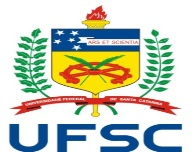 ARS ET SCIENTIA
UNIVERSIDADE FEDERAL DE SANTA CATARINA
UFSC